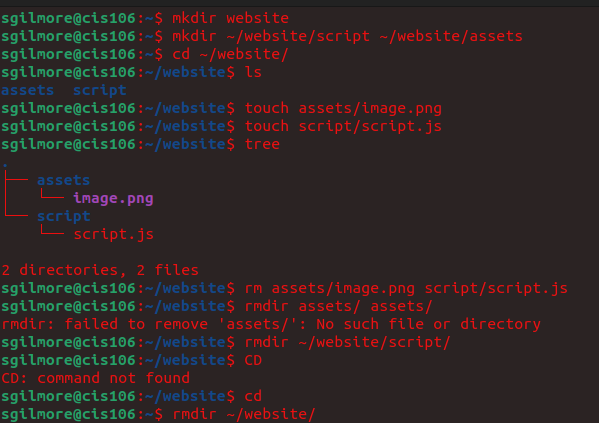 sgilmore@cis106:~$ mkdir website
sgilmore@cis106:~$ mkdir ~/website/script ~/website/assets
sgilmore@cis106:~$ cd ~/website/
sgilmore@cis106:~/website$ ls
assets  script
sgilmore@cis106:~/website$ touch assets/image.png
sgilmore@cis106:~/website$ touch script/script.js
sgilmore@cis106:~/website$ tree
.
├── assets
│   └── image.png
└── script
    └── script.js

2 directories, 2 files
sgilmore@cis106:~/website$ rm assets/image.png script/script.js
sgilmore@cis106:~/website$ rmdir assets/ assets/
rmdir: failed to remove 'assets/': No such file or directory
sgilmore@cis106:~/website$ rmdir ~/website/script/
sgilmore@cis106:~/website$ CD
CD: command not found
sgilmore@cis106:~/website$ cd
sgilmore@cis106:~$ rmdir ~/website/